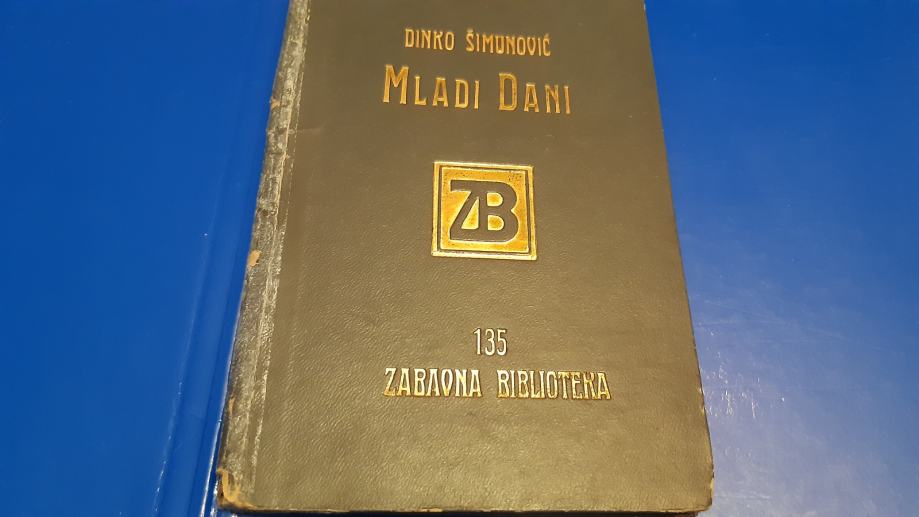 DINKO ŠIMUNOVIĆ
MLADI DANI
ZB
135
ZABAVNA BIBLIOTEKA